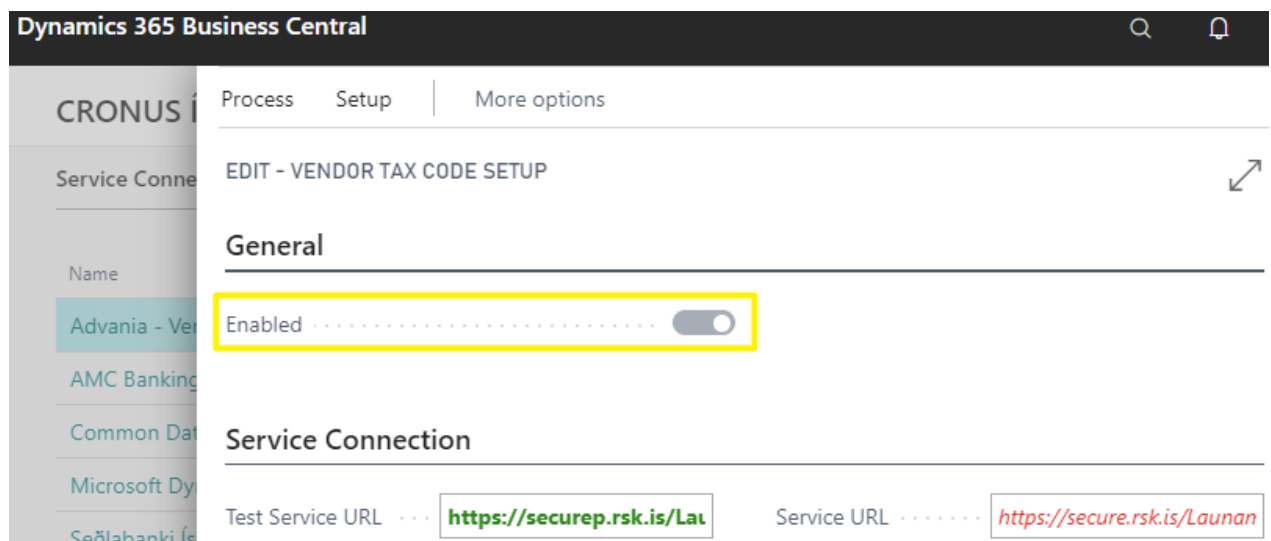 Dynamics 365 Business Central
CRONUS Í
Process Setup More options
EDIT - VENDOR TAX CODE SETUP
Service Conne
General
Name
Advania - Ver
Enabled
AMC Banking
Common Dat
Service Connection
Microsoft Dy
Test Service URL https://securep.rsk.is/Lau Service URL https://secure.rsk.is/Launan
Seðlabanki Ís